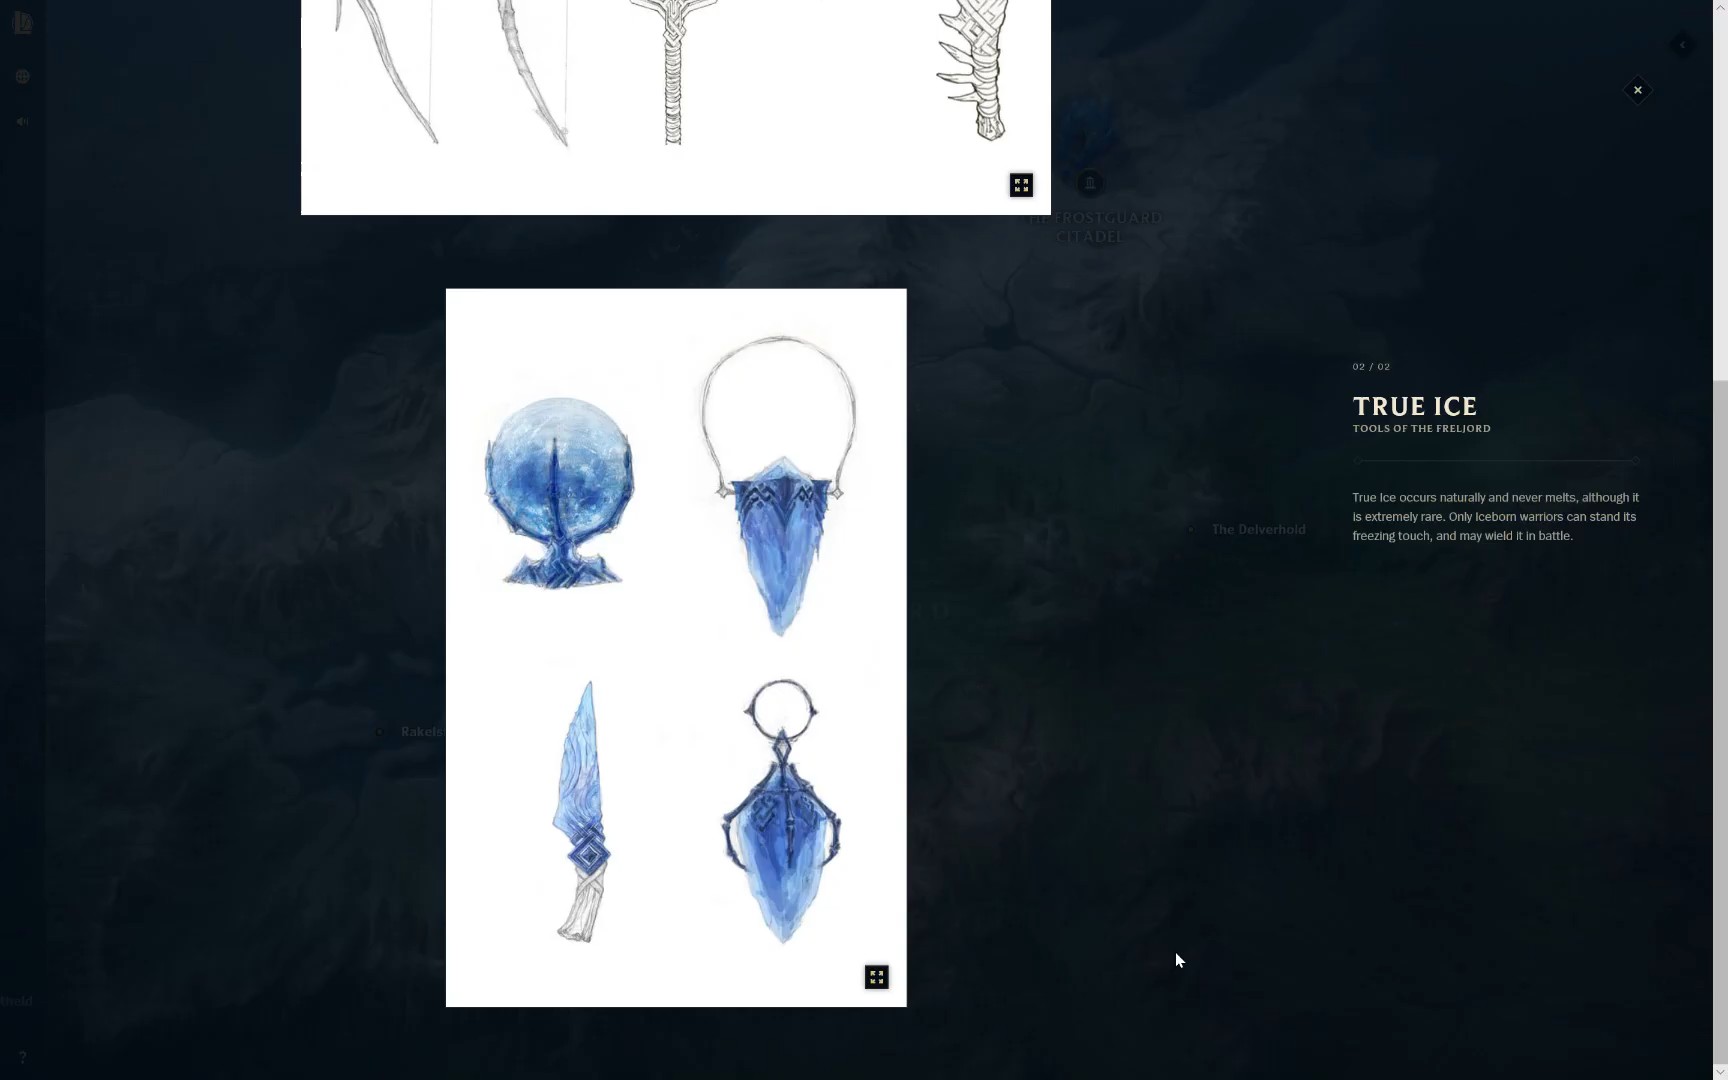 THE FROSTGUARD
CITADEL
02 / 02
TRUE ICE
TOOLS OF THE FRELJORD
True Ice occurs naturally and never melts, although it
is extremely rare. Only Iceborn warriors can stand its
freezing touch, and may wield it in battle.
The Delverhold
Rakels
?